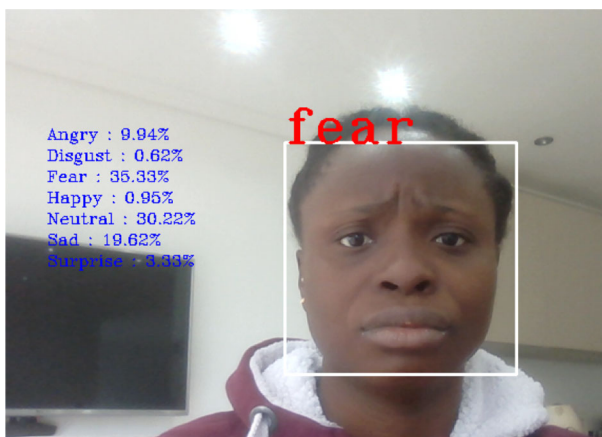 fear
Angry : 9.94%
Disgust : 0.62%
Fear : 35.33%
Happy : 0.95%
Neutral : 30.22%
Sad : 19.62%
Surprise : 3.33%